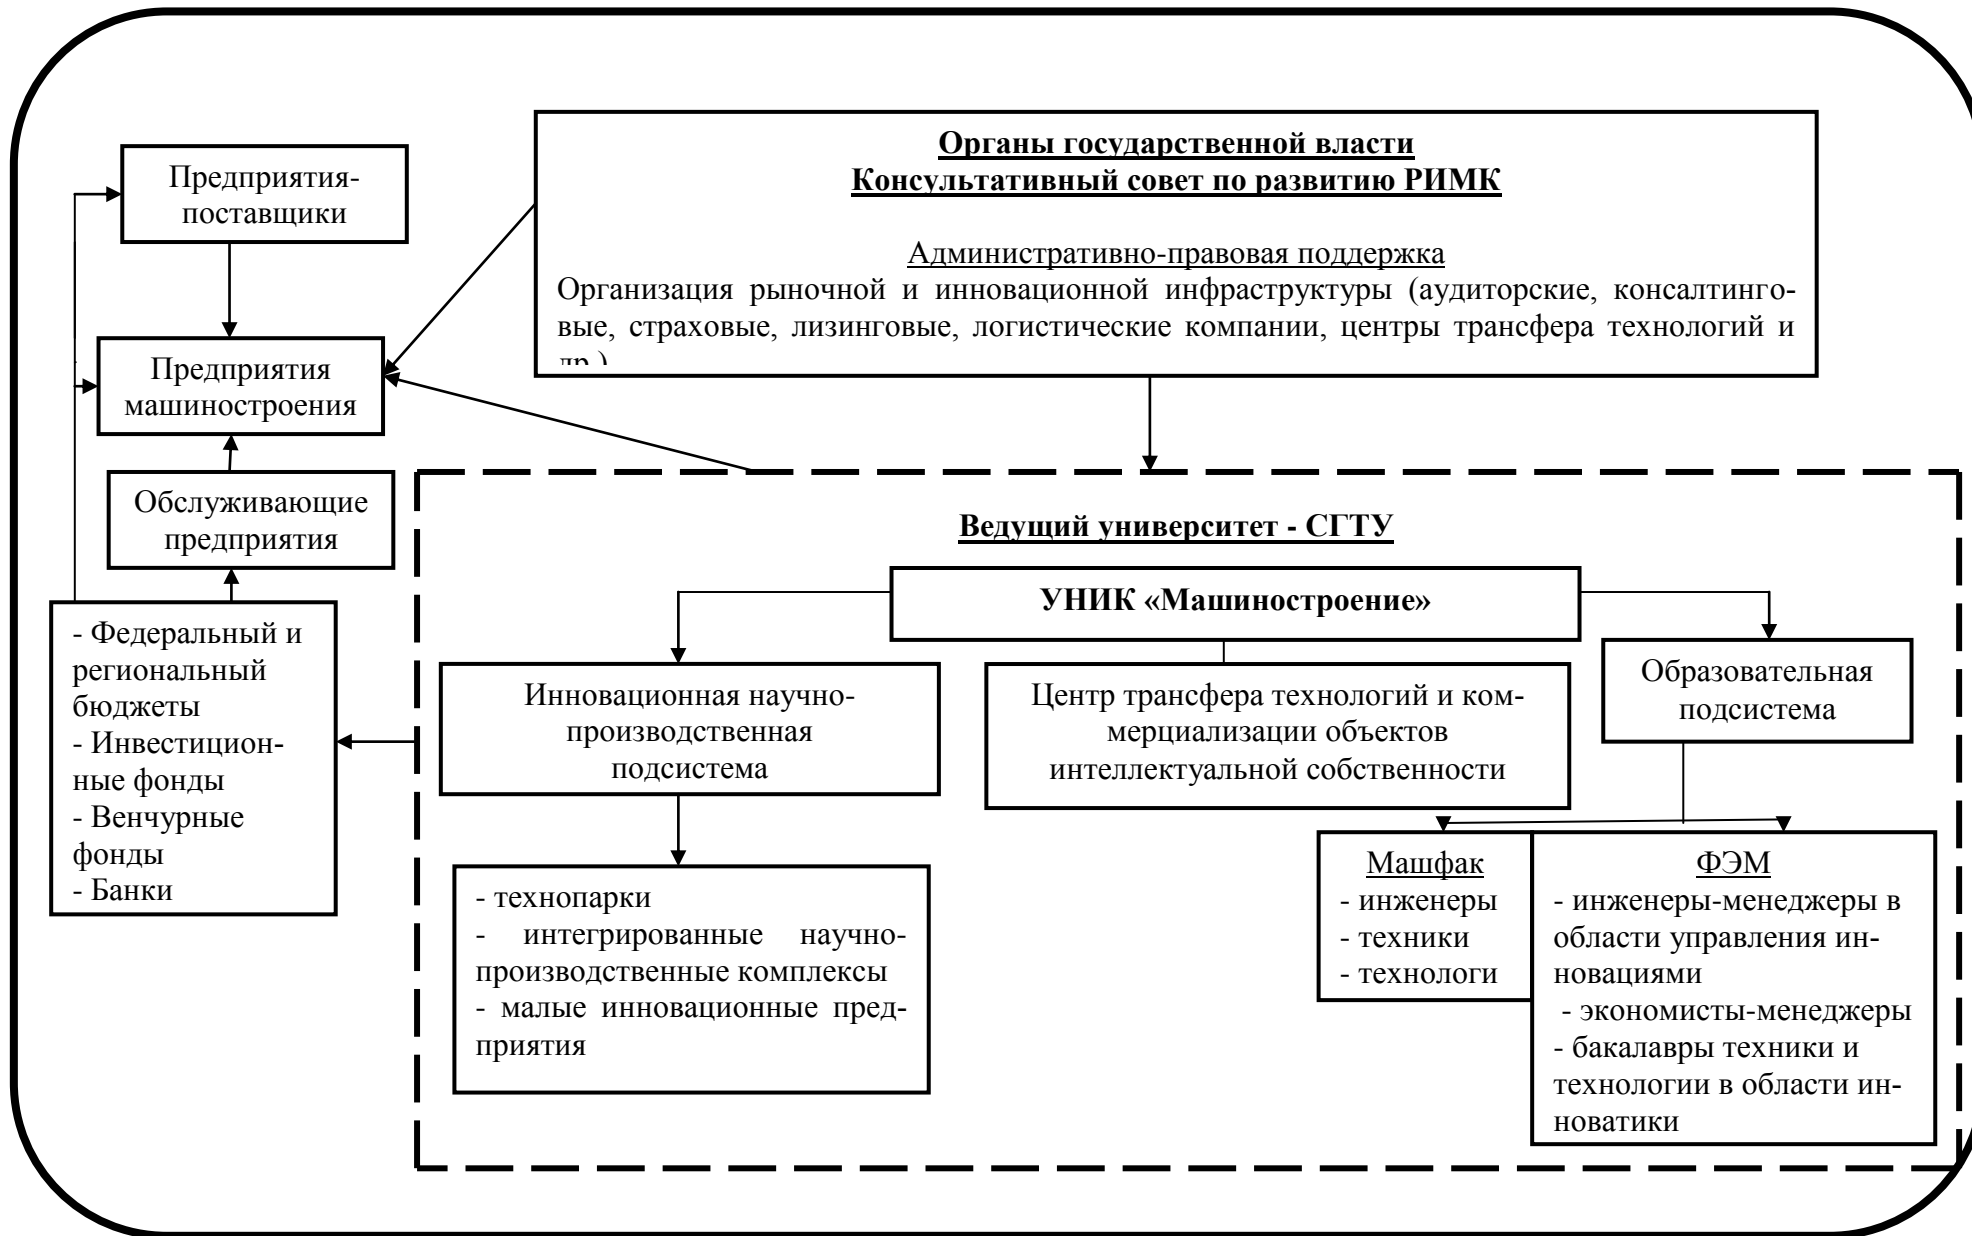 Предприятия-
поставщики
Органы государственной власти
Консультативный совет по развитию РИМК
Административно-правовая поддержка
Организация рыночной и инновационной инфраструктуры (аудиторские, консалтинго-
вые, страховые, лизинговые, логистические компании, центры трансфера технологий и
др.)
Предприятия
машиностроения
Обслуживающие
предприятия
- Федеральный и
региональный
бюджеты
- Инвестицион-
ные фонды
- Венчурные
фонды
- Банки
Ведущий университет - СГТУ
УНИК «Машиностроение»
Инновационная научно-
производственная
подсистема
Центр трансфера технологий и ком-
мерциализации объектов
интеллектуальной собственности
Образовательная
подсистема
- технопарки
- интегрированные научно-
производственные комплексы
- малые инновационные пред-
приятия
Машфак
- инженеры
- техники
- технологи
ФЭМ
- инженеры-менеджеры в
области управления ин-
новациями
- экономисты-менеджеры
- бакалавры техники и
технологии в области ин-
новатики